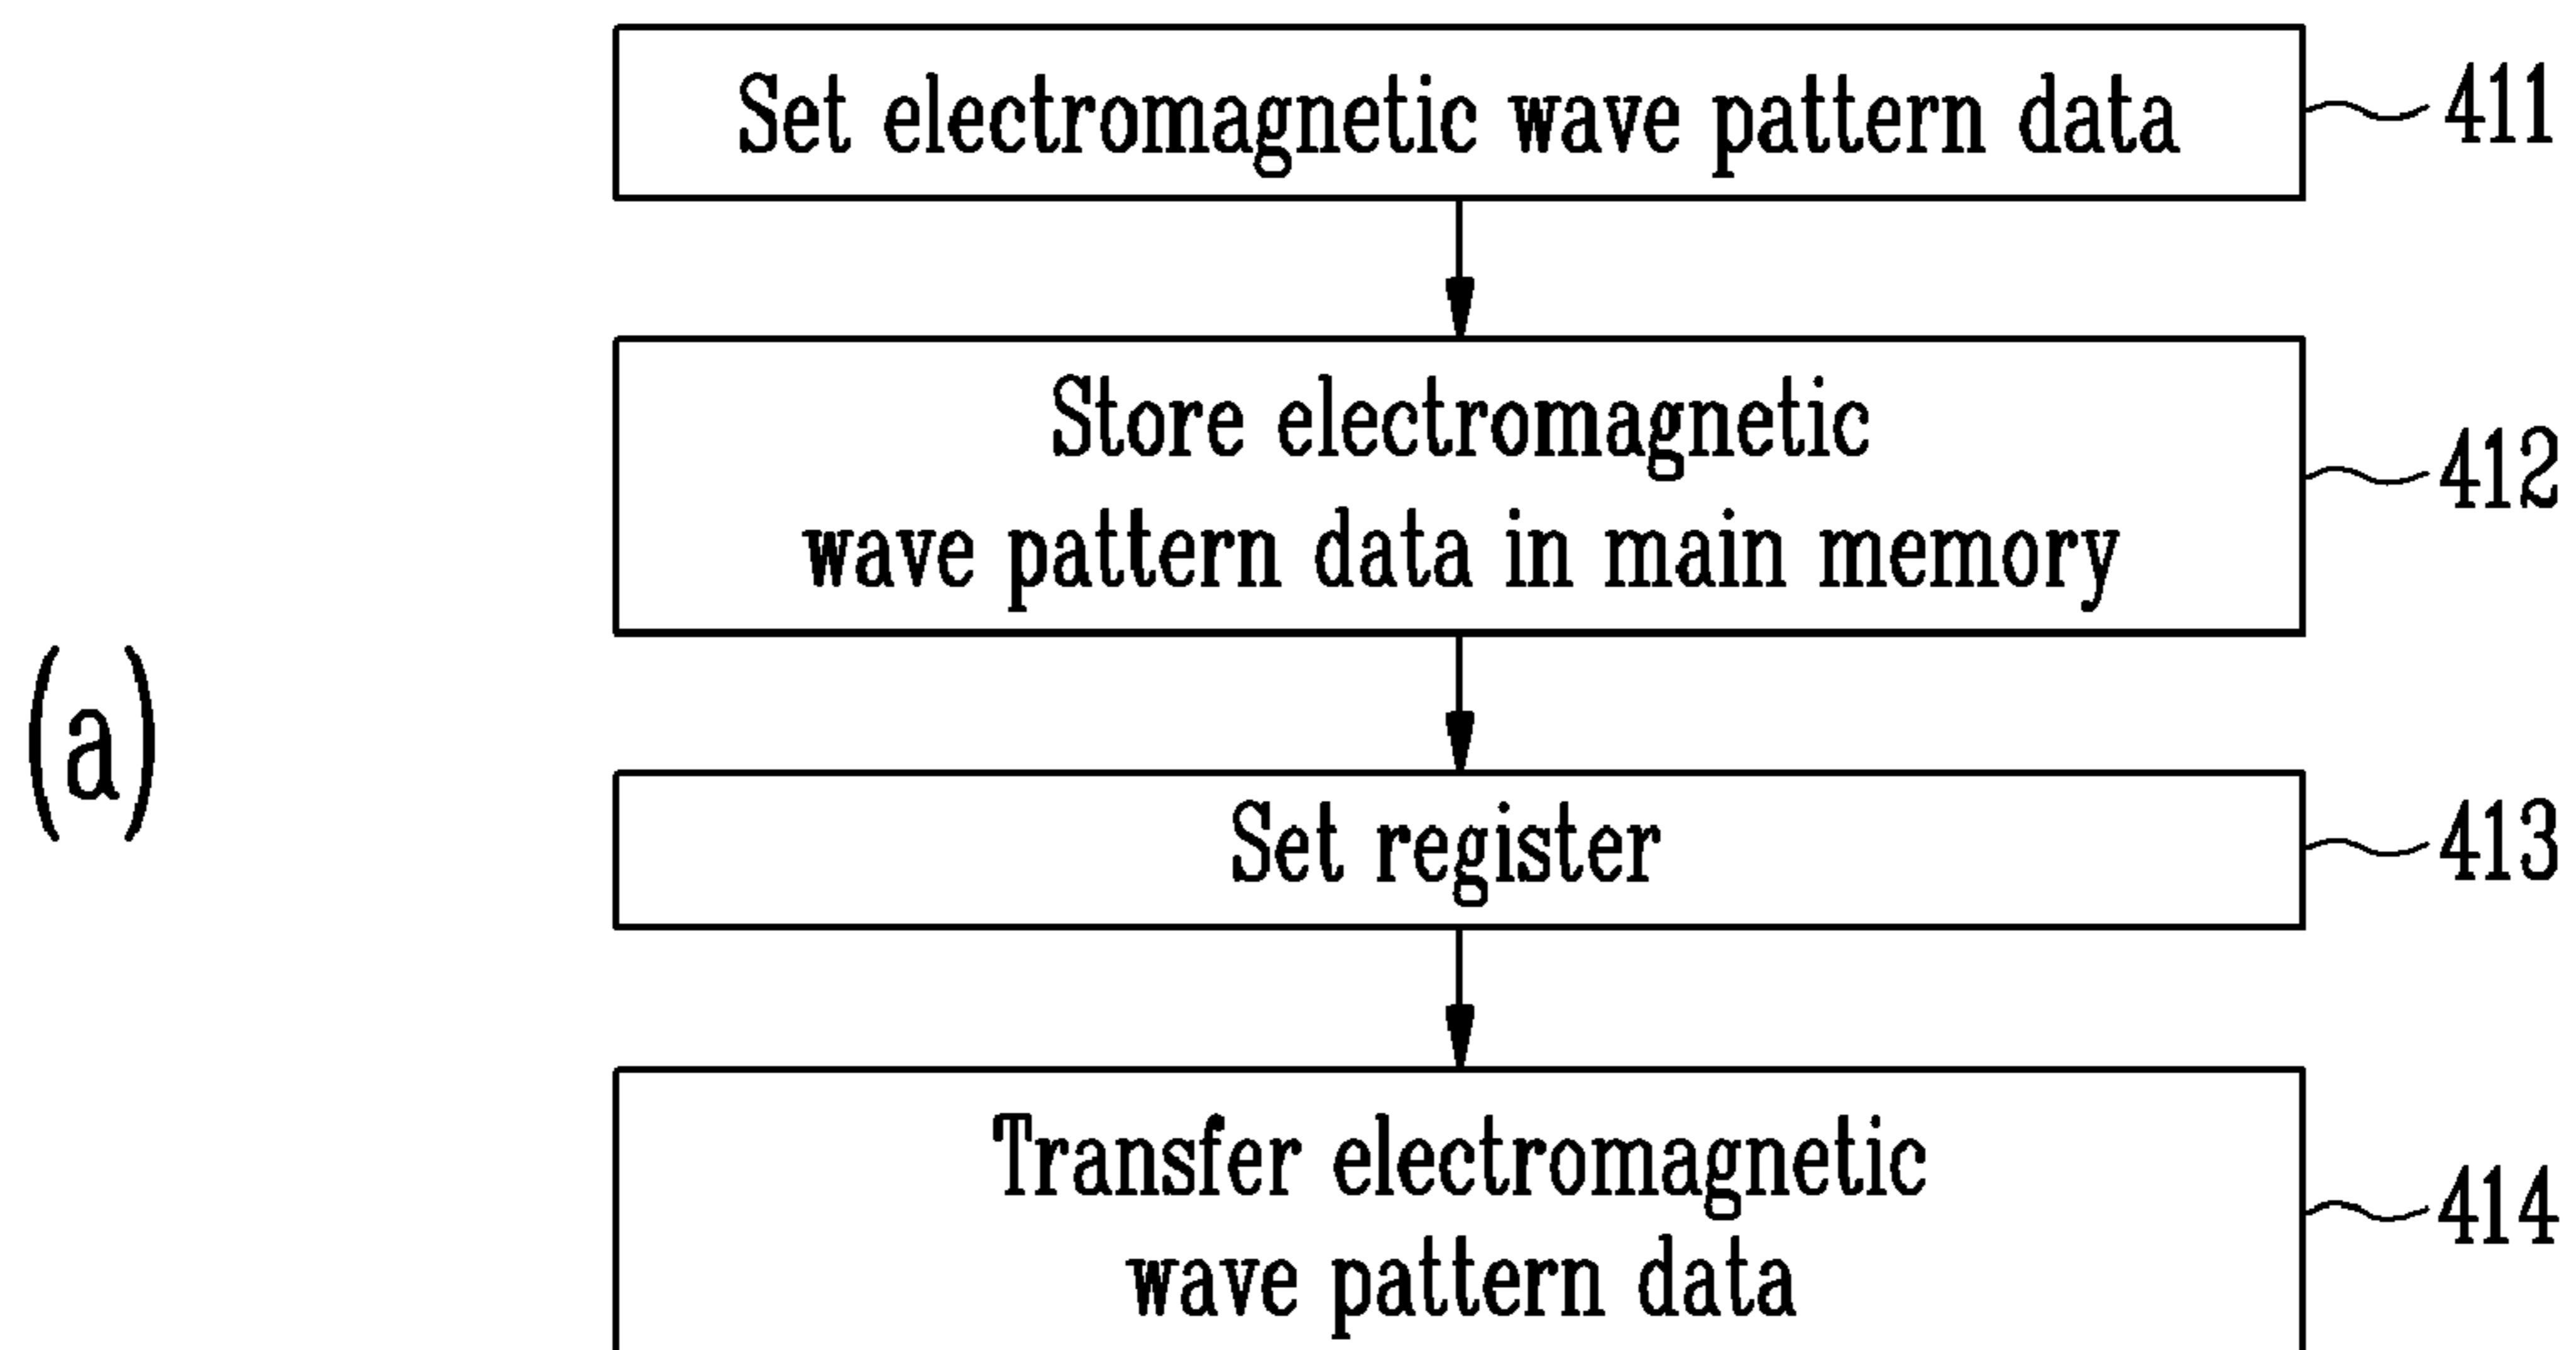 Set electromagnetic wave pattern data
411
Store electromagnetic
wave pattern data in main memory
412
(a)
Set register
413
Transfer electromagnetic
wave pattern data
414